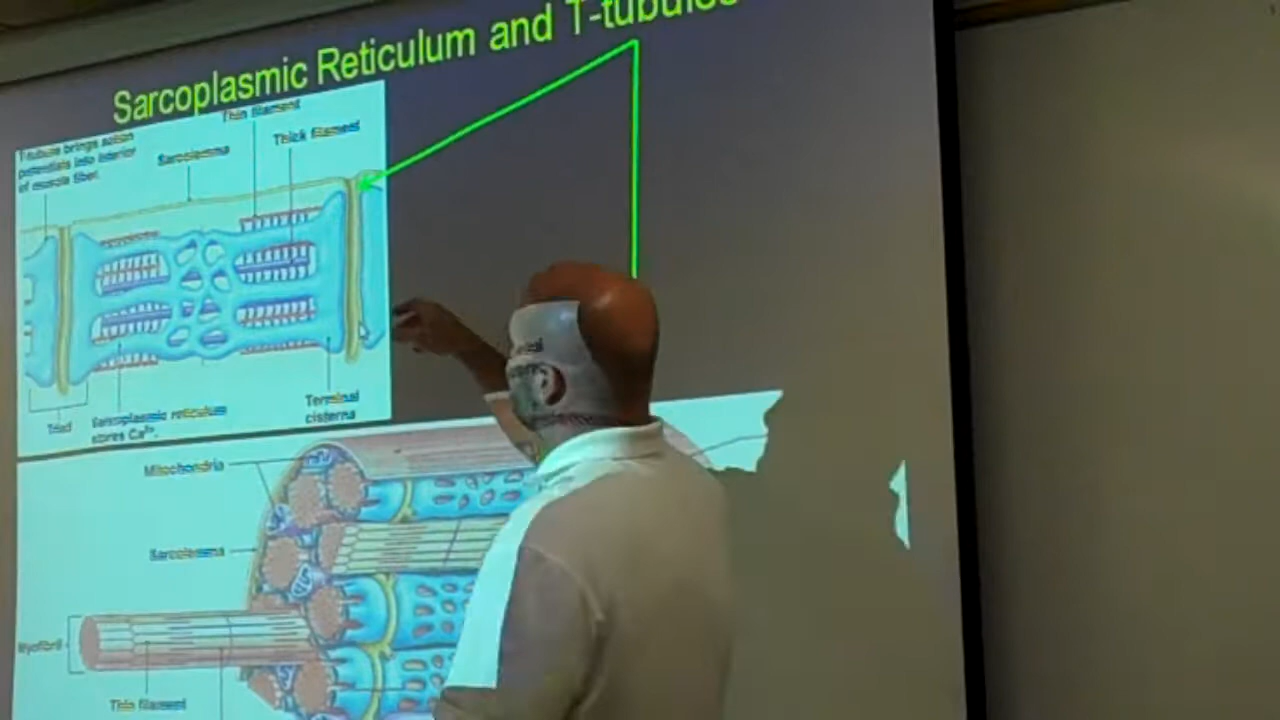 Sarcoplasmic Reticulum and T-tubules
Thin filament
Thick filament
T-tubule brings action
potentials into interior
of muscle fiber.
Sarcolemma
Triad
Sarcoplasmic reticulum
stores Ca²⁺.
Terminal
cisterna
Mitochondria
Sarcolemma
Myofibril
Thin filament